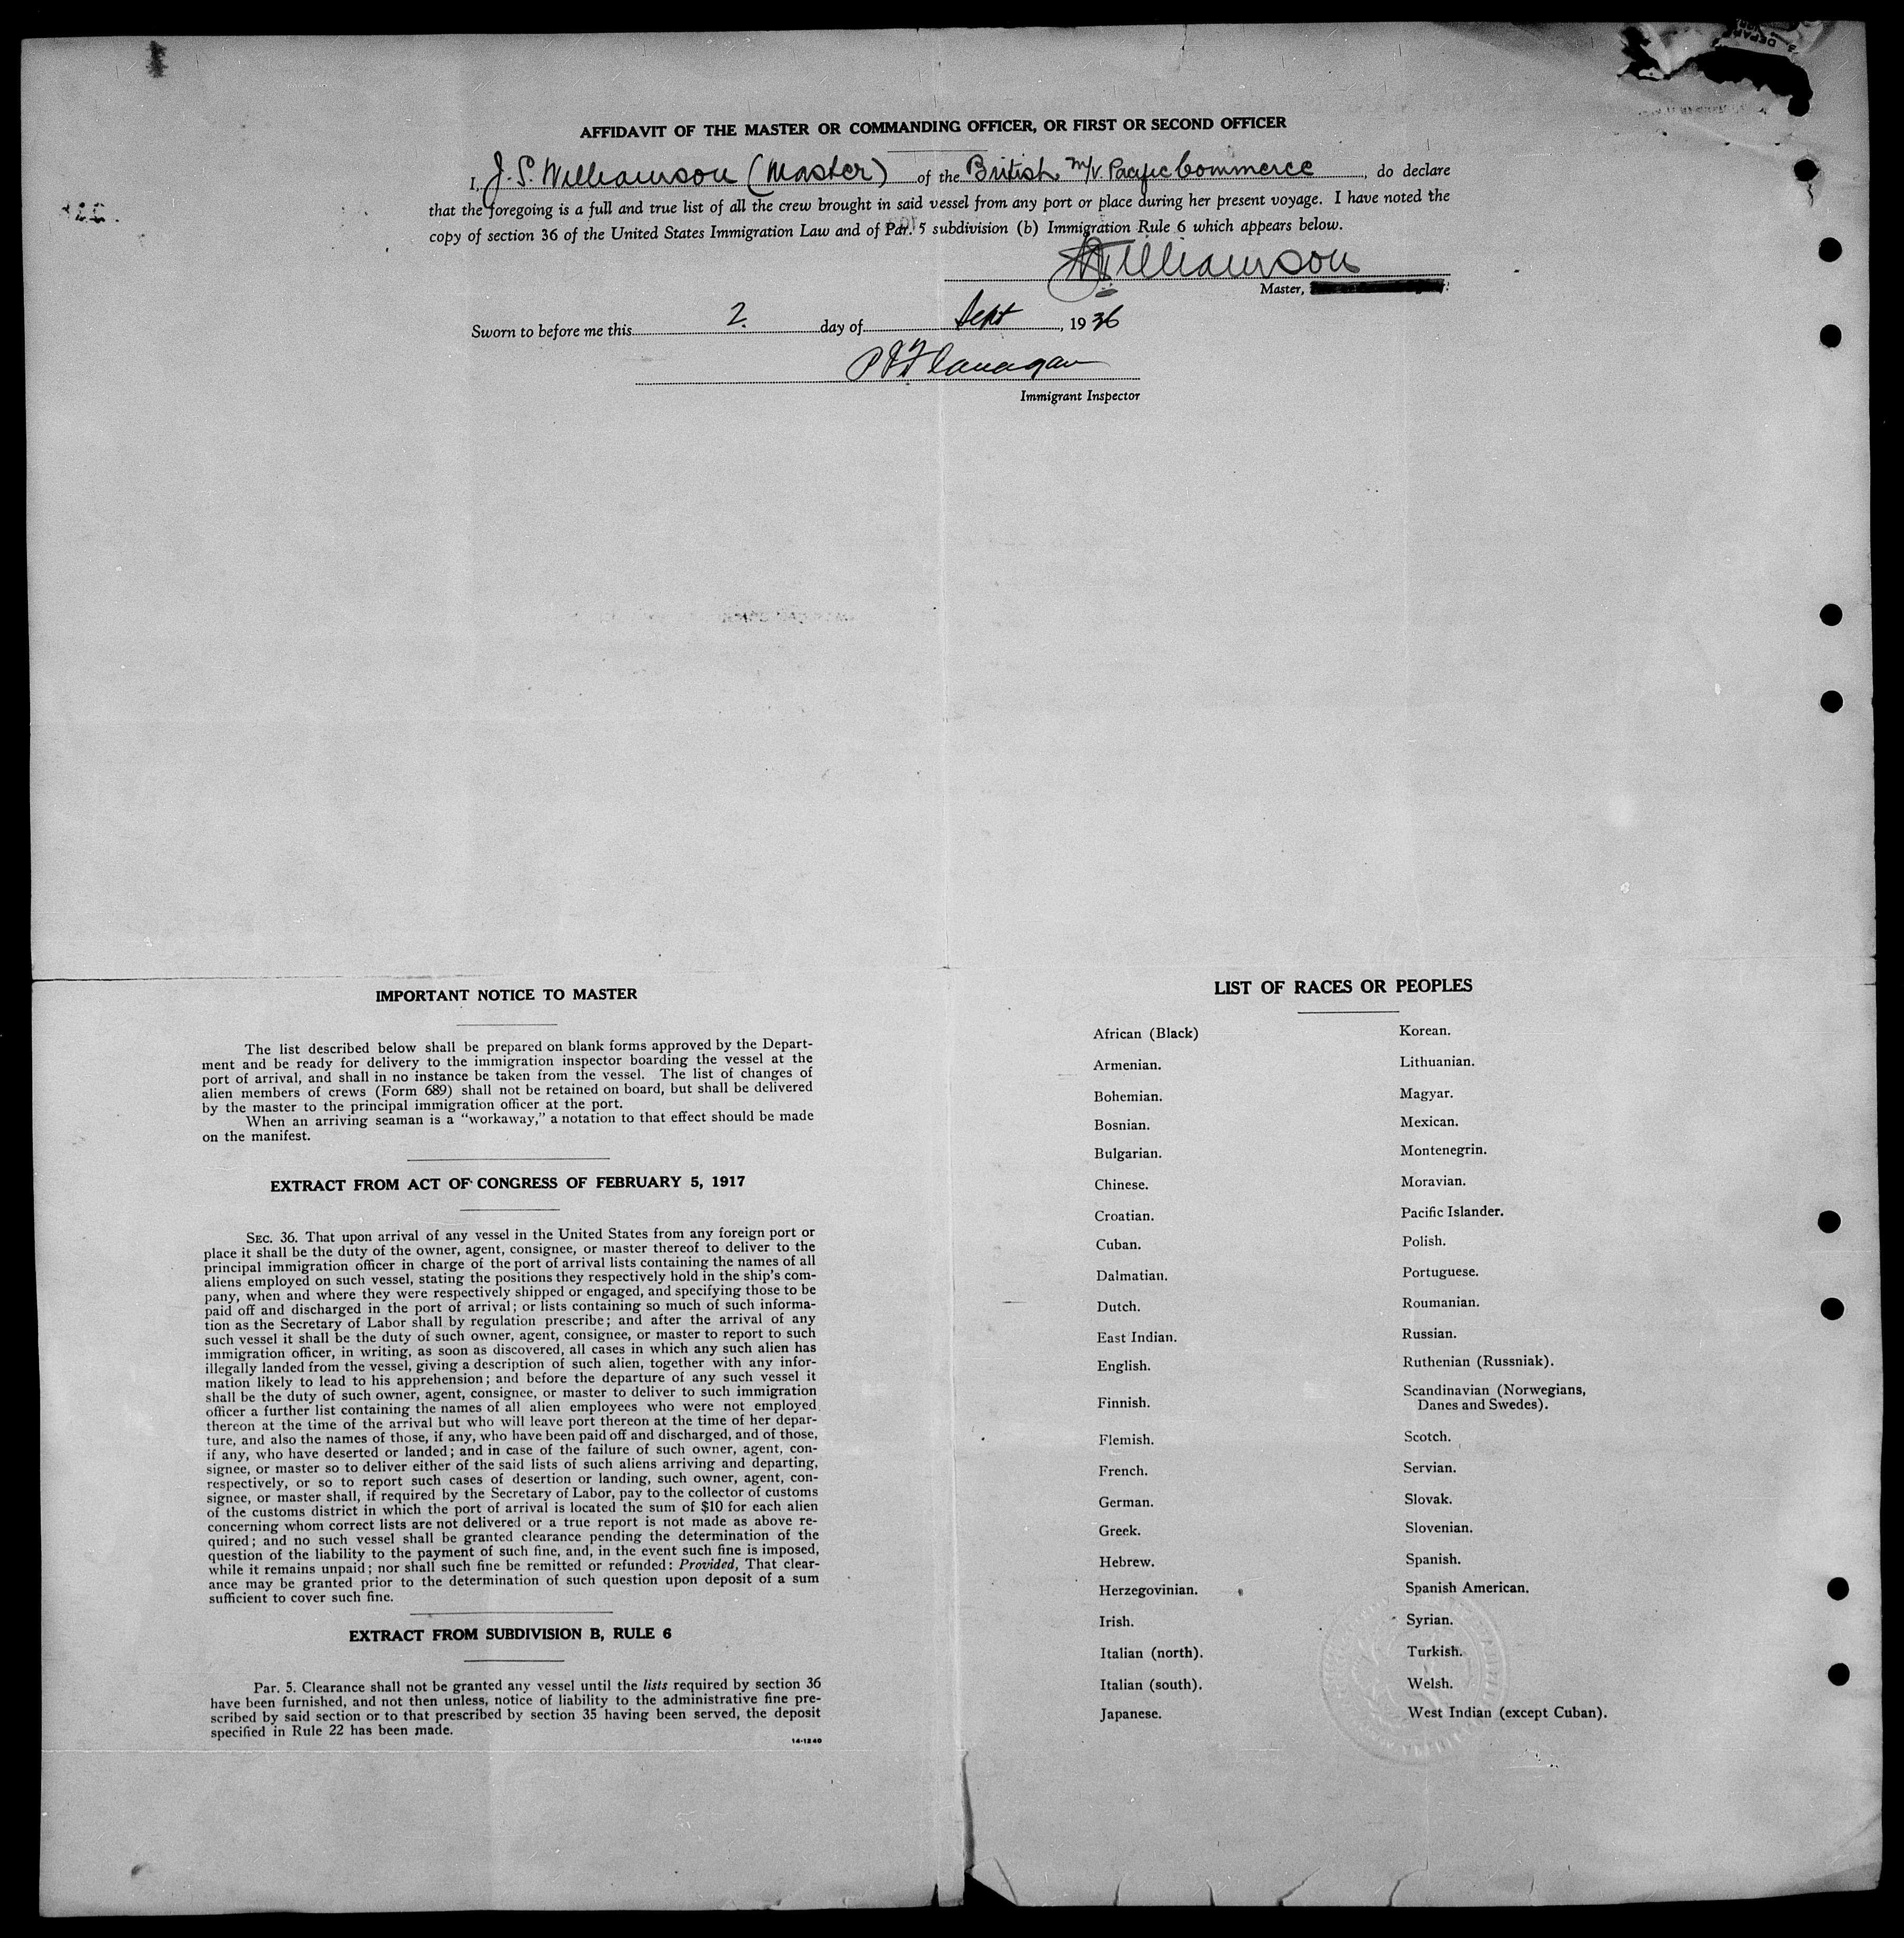 DEPAR
AFFIDAVIT OF THE MASTER OR COMMANDING OFFICER, OR FIRST OR SECOND OFFICER
I, J. S. Williamson (Master) of the British M/V Pacific Commerce, do declare
that the foregoing is a full and true list of all the crew brought in said vessel from any port or place during her present voyage. I have noted the
copy of section 36 of the United States Immigration Law and of Par. 5 subdivision (b) Immigration Rule 6 which appears below.
Williamson
Master,
Sworn to before me this 2. day of Sept, 1936
Flanagan
Immigrant Inspector
IMPORTANT NOTICE TO MASTER
The list described below shall be prepared on blank forms approved by the Depart-
ment and be ready for delivery to the immigration inspector boarding the vessel at the
port of arrival, and shall in no instance be taken from the vessel. The list of changes of
alien members of crews (Form 689) shall not be retained on board, but shall be delivered
by the master to the principal immigration officer at the port.
When an arriving seaman is a "workaway," a notation to that effect should be made
on the manifest.
EXTRACT FROM ACT OF CONGRESS OF FEBRUARY 5, 1917
SEC. 36. That upon arrival of any vessel in the United States from any foreign port or
place it shall be the duty of the owner, agent, consignee, or master thereof to deliver to the
principal immigration officer in charge of the port of arrival lists containing the names of all
aliens employed on such vessel, stating the positions they respectively hold in the ship's com-
pany, when and where they were respectively shipped or engaged, and specifying those to be
paid off and discharged in the port of arrival; or lists containing so much of such informa-
tion as the Secretary of Labor shall by regulation prescribe; and after the arrival of any
such vessel it shall be the duty of such owner, agent, consignee, or master to report to such
immigration officer, in writing, as soon as discovered, all cases in which any such alien has
illegally landed from the vessel, giving a description of such alien, together with any infor-
mation likely to lead to his apprehension; and before the departure of any such vessel it
shall be the duty of such owner, agent, consignee, or master to deliver to such immigration
officer a further list containing the names of all alien employees who were not employed
thereon at the time of the arrival but who will leave port thereon at the time of her depar-
ture, and also the names of those, if any, who have been paid off and discharged, and of those,
if any, who have deserted or landed; and in case of the failure of such owner, agent, con-
signee, or master so to deliver either of the said lists of such aliens arriving and departing,
respectively, or so to report such cases of desertion or landing, such owner, agent, con-
signee, or master shall, if required by the Secretary of Labor, pay to the collector of customs
of the customs district in which the port of arrival is located the sum of $10 for each alien
concerning whom correct lists are not delivered or a true report is not made as above re-
quired; and no such vessel shall be granted clearance pending the determination of the
question of the liability to the payment of such fine, and, in the event such fine is imposed,
while it remains unpaid; nor shall such fine be remitted or refunded: Provided, That clear-
ance may be granted prior to the determination of such question upon deposit of a sum
sufficient to cover such fine.
EXTRACT FROM SUBDIVISION B, RULE 6
Par. 5. Clearance shall not be granted any vessel until the lists required by section 36
have been furnished, and not then unless, notice of liability to the administrative fine pre-
scribed by said section or to that prescribed by section 35 having been served, the deposit
specified in Rule 22 has been made.
14-1240
LIST OF RACES OR PEOPLES
African (Black)
Armenian.
Bohemian.
Bosnian.
Bulgarian.
Chinese.
Croatian.
Cuban.
Dalmatian.
Dutch.
East Indian.
English.
Finnish.
Flemish.
French.
German.
Greek.
Hebrew.
Herzegovinian.
Irish.
Italian (north).
Italian (south).
Japanese.
Korean.
Lithuanian.
Magyar.
Mexican.
Montenegrin.
Moravian.
Pacific Islander.
Polish.
Portuguese.
Roumanian.
Russian.
Ruthenian (Russniak).
Scandinavian (Norwegians,
Danes and Swedes).
Scotch.
Servian.
Slovak.
Slovenian.
Spanish.
Spanish American.
Syrian.
Turkish.
Welsh.
West Indian (except Cuban).